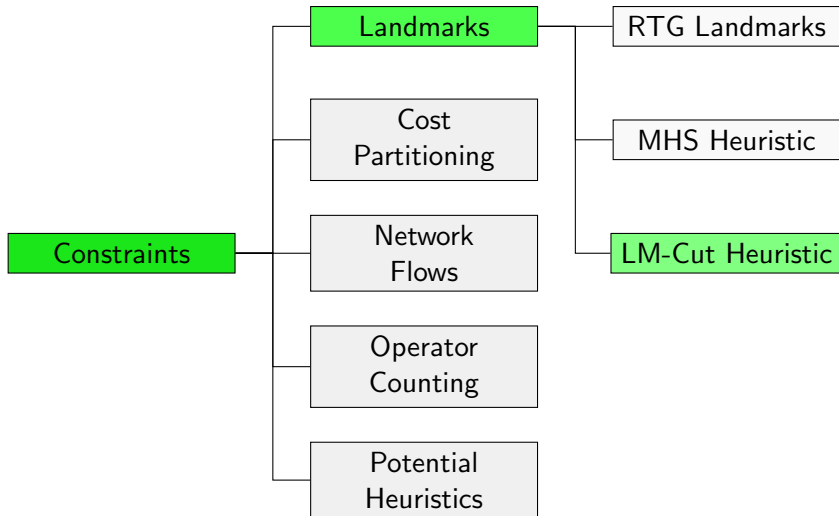 Constraints
Landmarks
Cost
Partitioning
Network
Flows
Operator
Counting
Potential
Heuristics
RTG Landmarks
MHS Heuristic
LM-Cut Heuristic